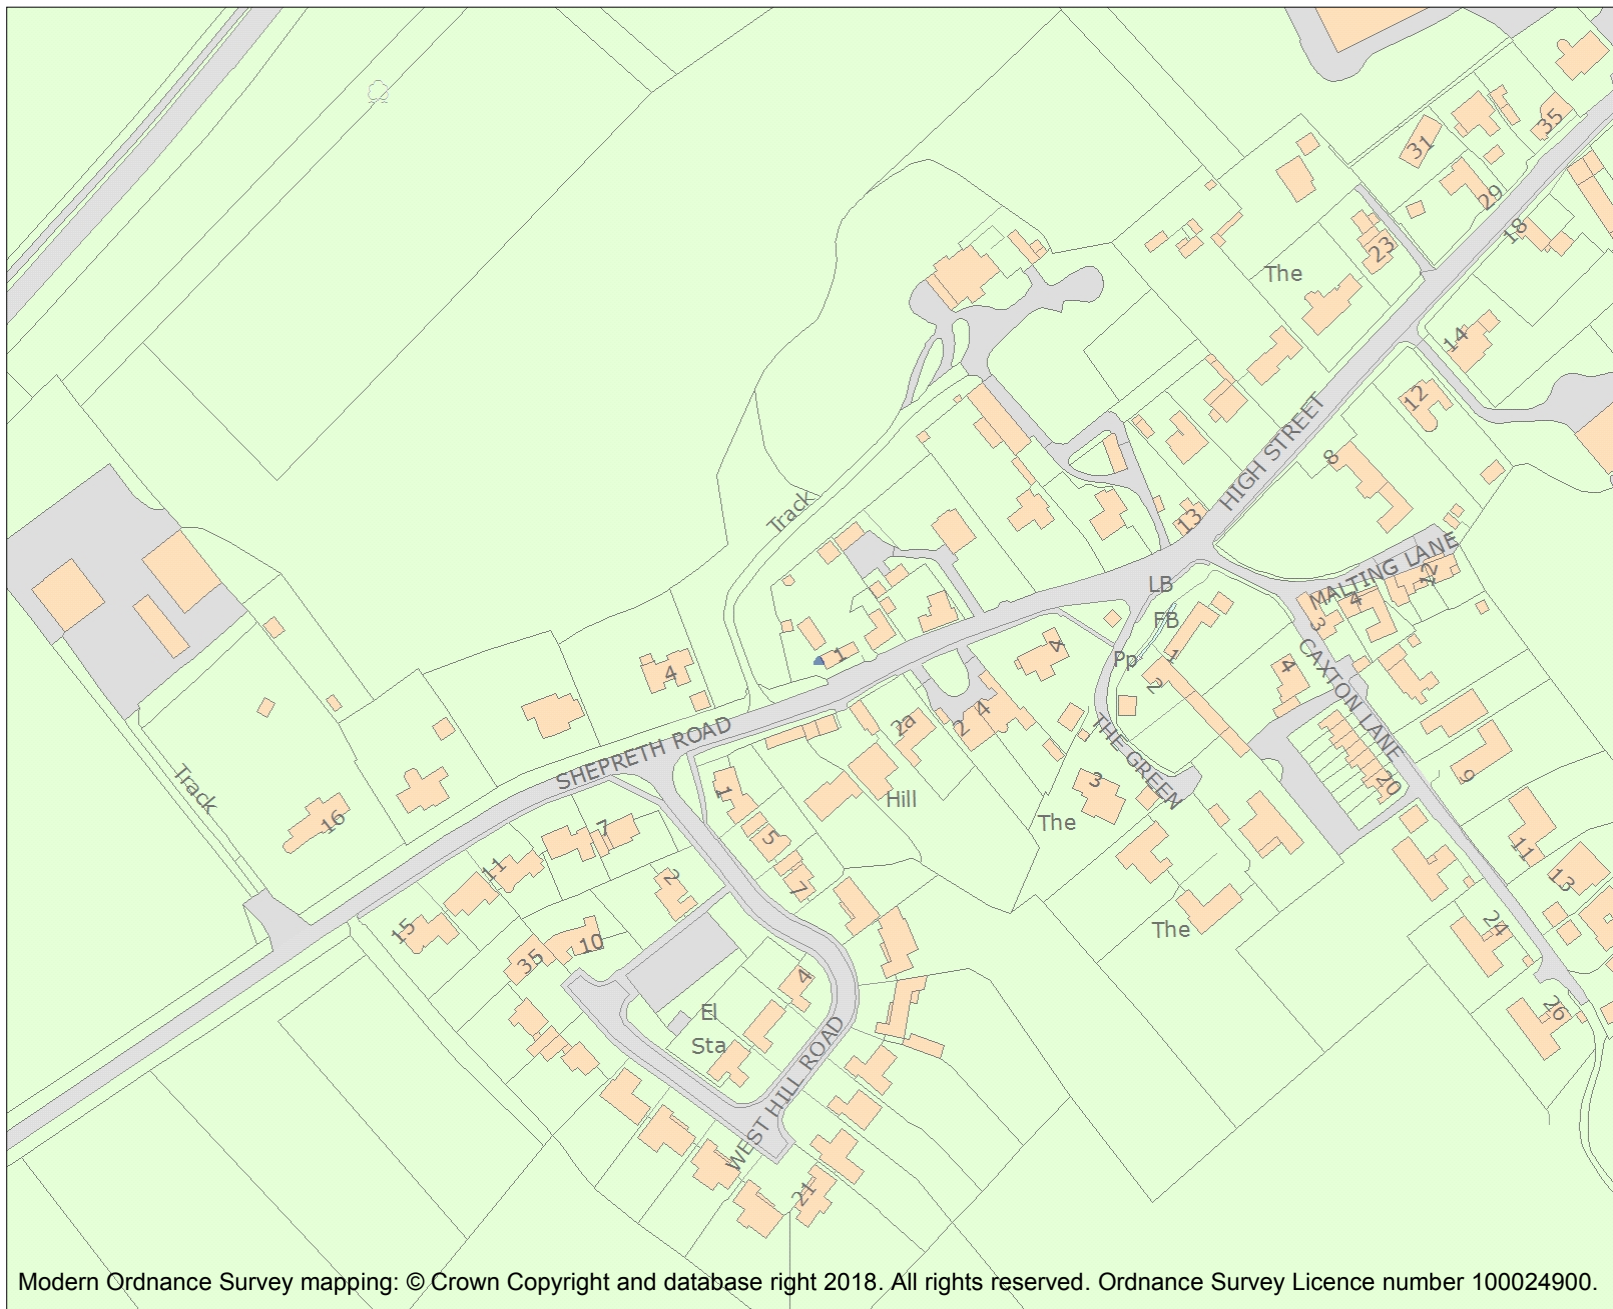 35
31
29
18
23
The
14
12
HIGH STREET
8
Track
13
MALTING LANE
12
LB
4
FB
3
1
4
1
Pp
4
4
2
CAXTON LANE
4
2a
2
SHEPRETH ROAD
THE GREEN
3
20
9
Track
1
Hill
16
The
7
5
11
11
13
2
7
15
10
35
The
24
4
El
Sta
26
WEST HILL ROAD
21
Modern Ordnance Survey mapping: © Crown Copyright and database right 2018. All rights reserved. Ordnance Survey Licence number 100024900.